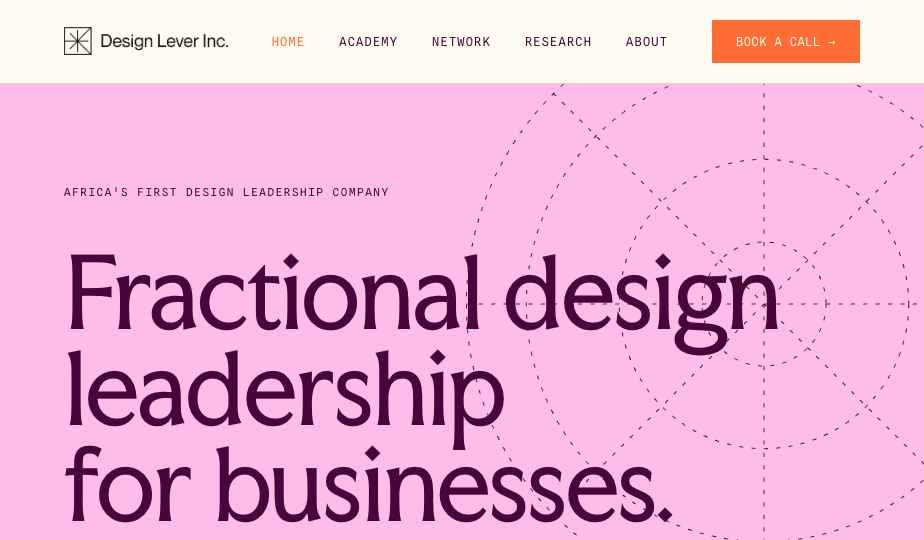 Design Lever Inc.
HOME
ACADEMY
NETWORK
RESEARCH
ABOUT
BOOK A CALL →
AFRICA'S FIRST DESIGN LEADERSHIP COMPANY
Fractional design
leadership
for businesses.